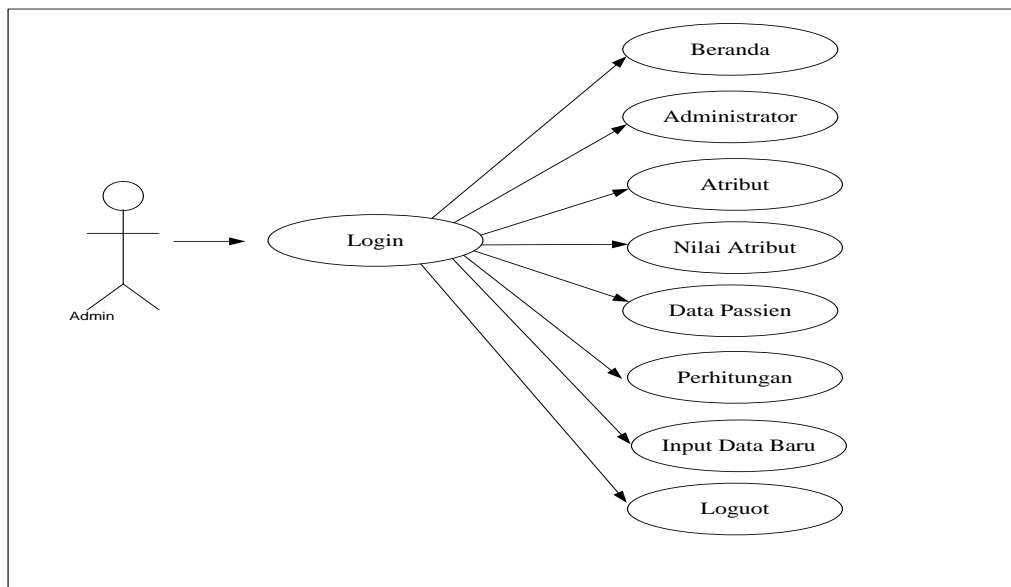 Beranda
Administrator
Atribut
Login
Nilai Atribut
Data Passien
Admin
Perhitungan
Input Data Baru
Loguot